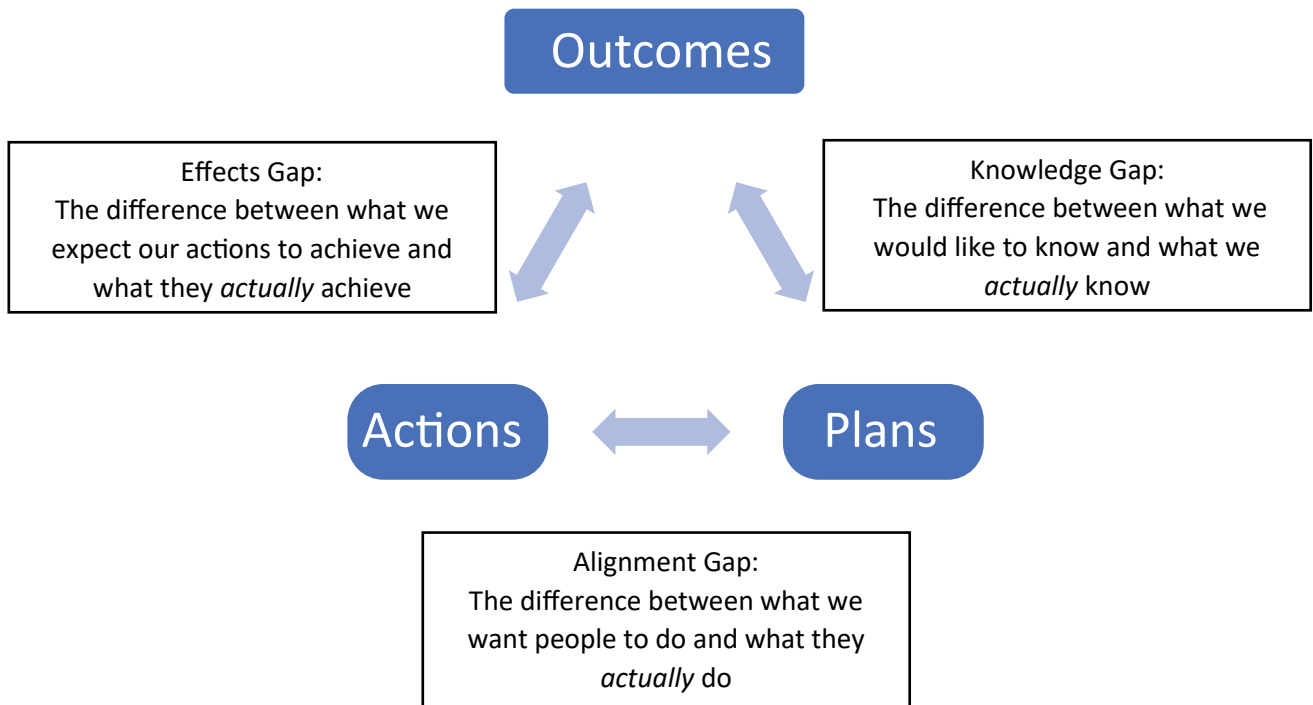 Outcomes
Effects Gap:
The difference between what we
expect our actions to achieve and
what they actually achieve
Knowledge Gap:
The difference between what we
would like to know and what we
actually know
Actions
Plans
Alignment Gap:
The difference between what we
want people to do and what they
actually do